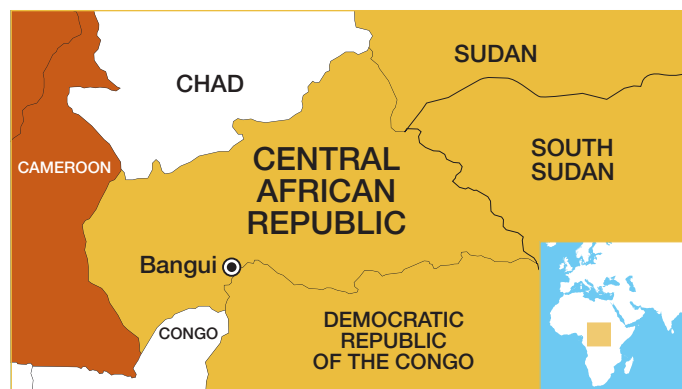 SUDAN
CHAD
CENTRAL
AFRICAN
REPUBLIC
SOUTH
SUDAN
CAMEROON
Bangui
CONGO
DEMOCRATIC
REPUBLIC
OF THE CONGO